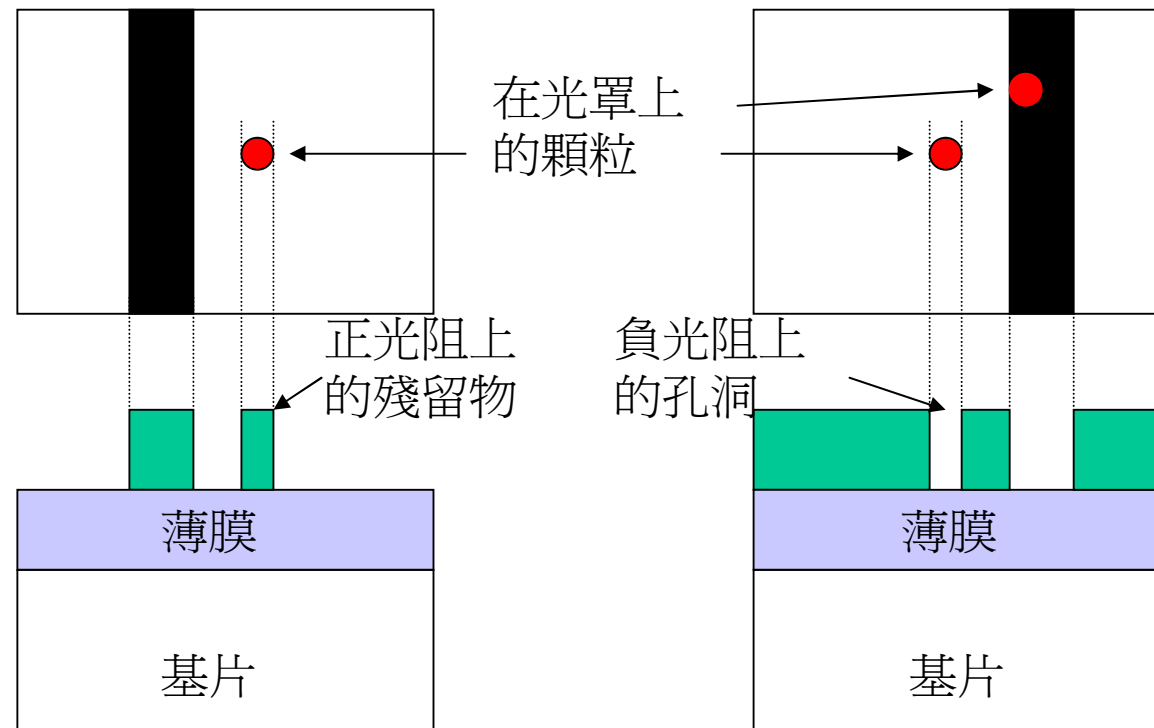 在光罩上
的顆粒
正光阻上
的殘留物
負光阻上
的孔洞
薄膜
薄膜
基片
基片